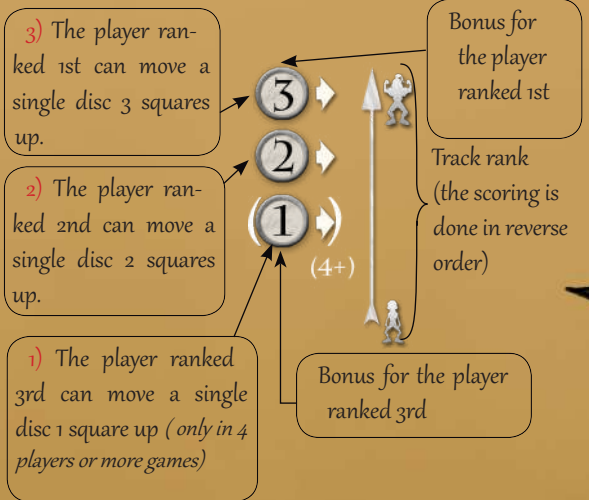 3) The player ran-
ked 1st can move a
single disc 3 squares
up.
2) The player ran-
ked 2nd can move a
single disc 2 squares
up.
1) The player ranked
3rd can move a single
disc 1 square up ( only in 4
players or more games)
3
2
(1)
(4+)
Bonus for
the player
ranked 1st
Track rank
(the scoring is
done in reverse
order)
Bonus for the player
ranked 3rd